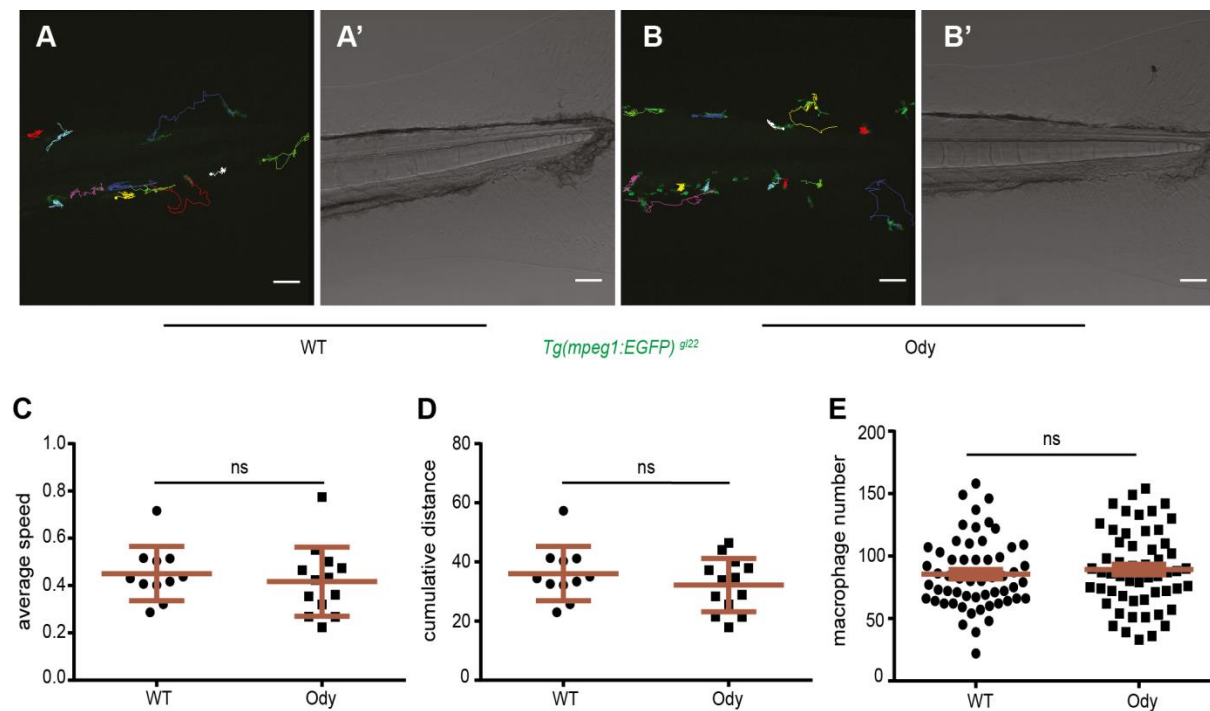 A A' B B'
WT Tg(mpeg1:EGFP) gl22 Ody
C D E
1.0
0.8
0.6
0.4
0.2
0.0
average speed
ns
WT Ody
80
60
40
20
0
cumulative distance
ns
WT Ody
200
150
100
50
0
macrophage number
ns
WT Ody